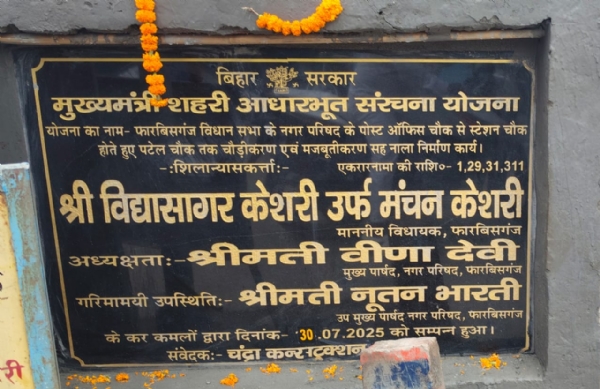 बिहार सरकार
मुख्यमंत्री शहरी आधारभूत संरचना योजना
योजना का नाम- फारबिसगंज विधान सभा के नगर परिषद के पोस्ट ऑफिस चौक से स्टेशन चौक
होते हुए पटेल चौक तक चौड़ीकरण एवं मजबूतीकरण सह नाला निर्माण कार्य।
-:शिलान्यासकर्त्ता:- एकरारनामा की राशि०- 1,29,31,311
श्री विद्यासागर केशरी उर्फ मंचन केशरी
माननीय विधायक, फारबिसगंज
अध्यक्षता:- श्रीमती वीणा देवी
मुख्य पार्षद, नगर परिषद, फारबिसगंज
गरिमामयी उपस्थिति:- श्रीमती नूतन भारती
उप मुख्य पार्षद नगर परिषद, फारबिसगंज
के कर कमलों द्वारा दिनांक- 30.07.2025 को सम्पन हुआ।
संवेदक:- चंद्रा कन्सट्रक्शन
री